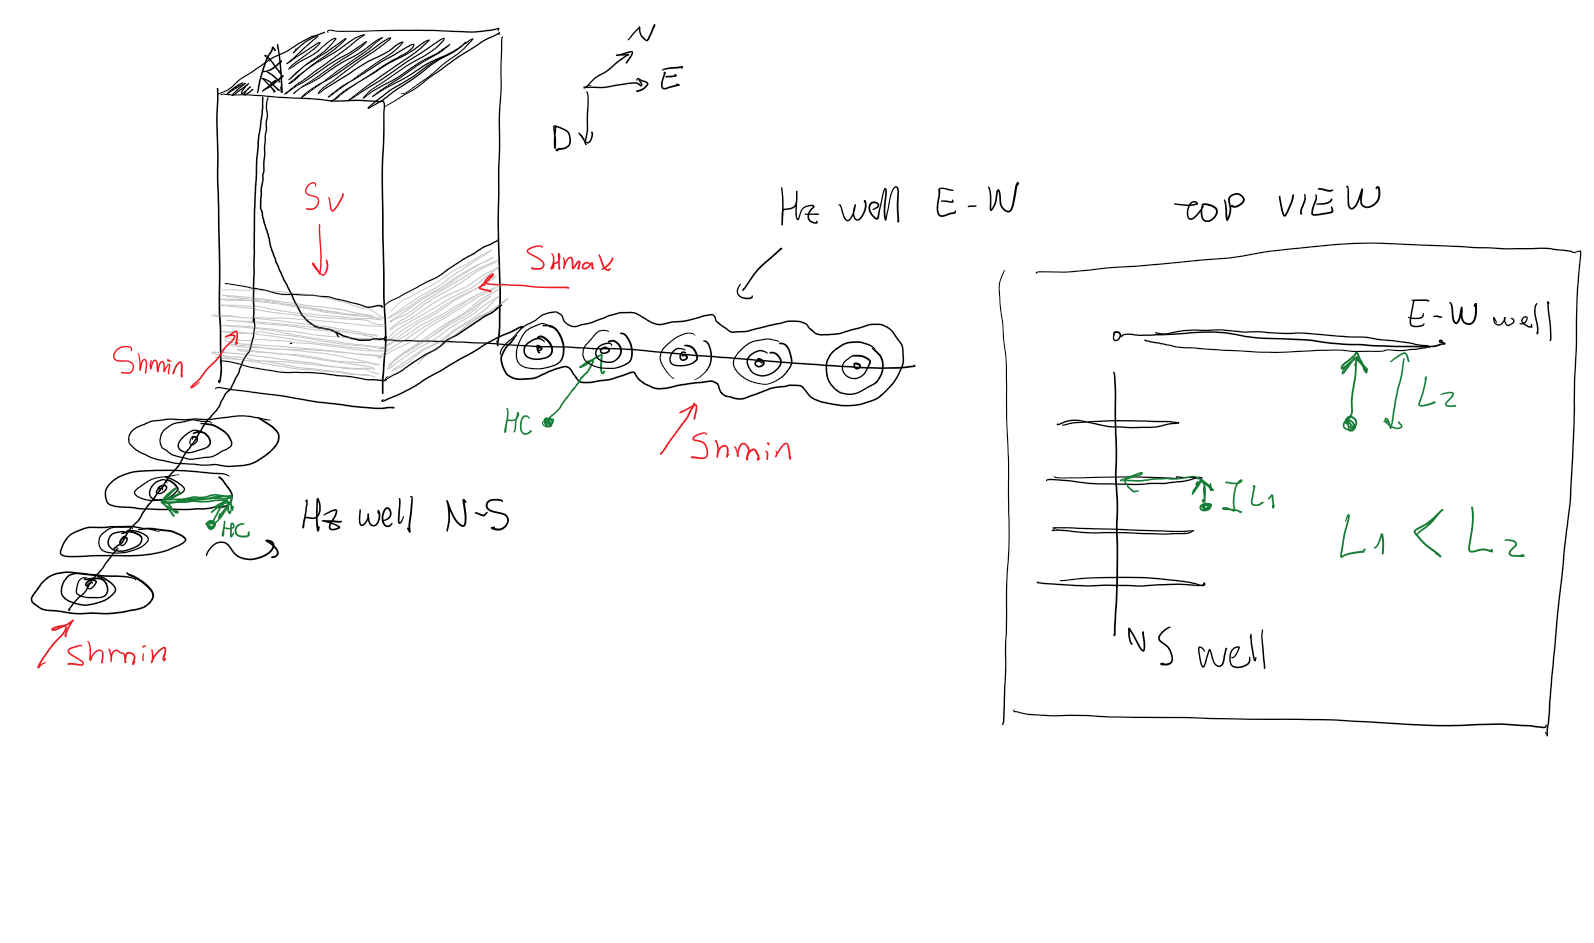 N
E
D
Sv
SHmax
Shmin
Hz well E-W
TOP VIEW
E-W well
L2
HC
Shmin
I L1
HC
Hz well N-S
L1 < L2
Shmin
NS well